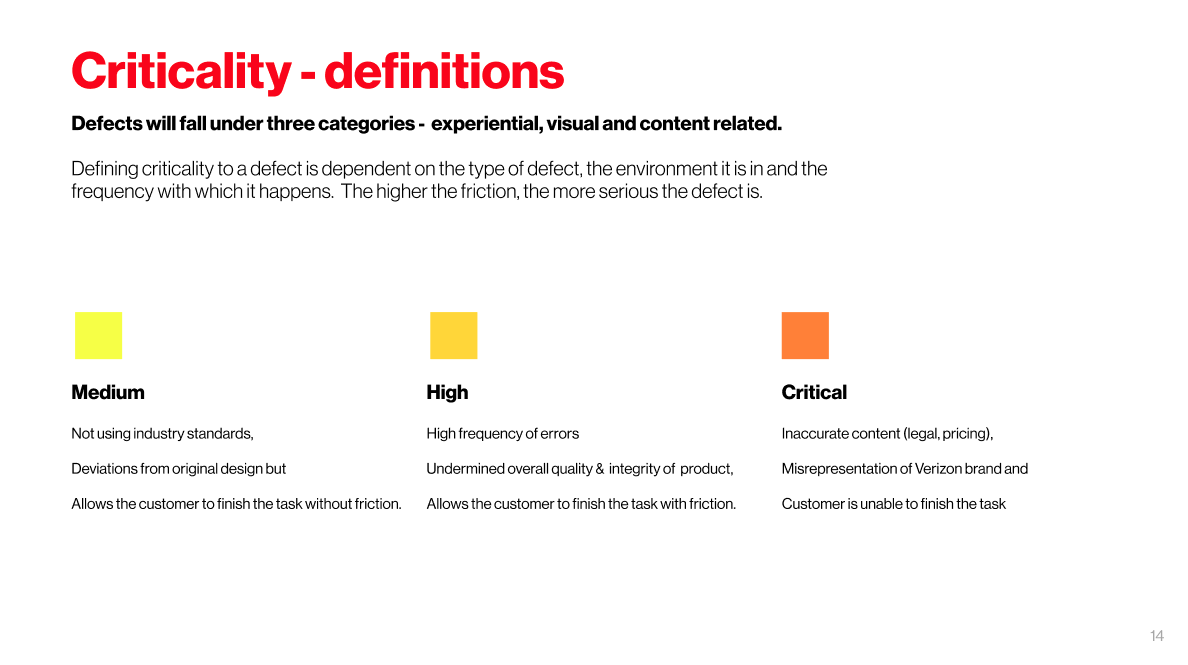 Criticality - definitions
Defects will fall under three categories -  experiential, visual and content related.
Defining criticality to a defect is dependent on the type of defect, the environment it is in and the
frequency with which it happens.  The higher the friction, the more serious the defect is.
Medium
Not using industry standards,
Deviations from original design but
Allows the customer to finish the task without friction.
High
High frequency of errors
Undermined overall quality & integrity of product,
Allows the customer to finish the task with friction.
Critical
Inaccurate content (legal, pricing),
Misrepresentation of Verizon brand and
Customer is unable to finish the task
14